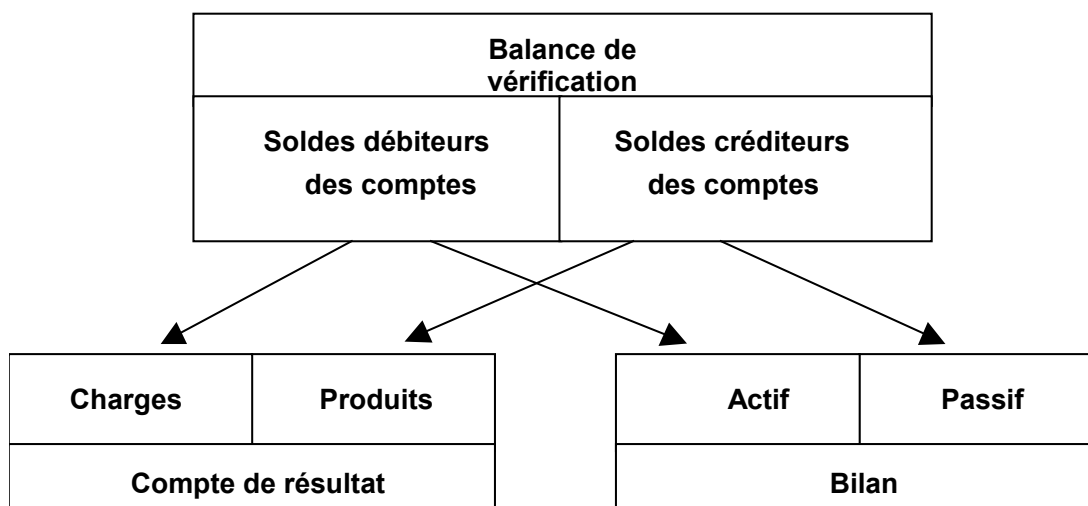 Balance de
vérification
Soldes débiteurs
des comptes
Soldes créditeurs
des comptes
Charges
Produits
Compte de résultat
Actif
Passif
Bilan